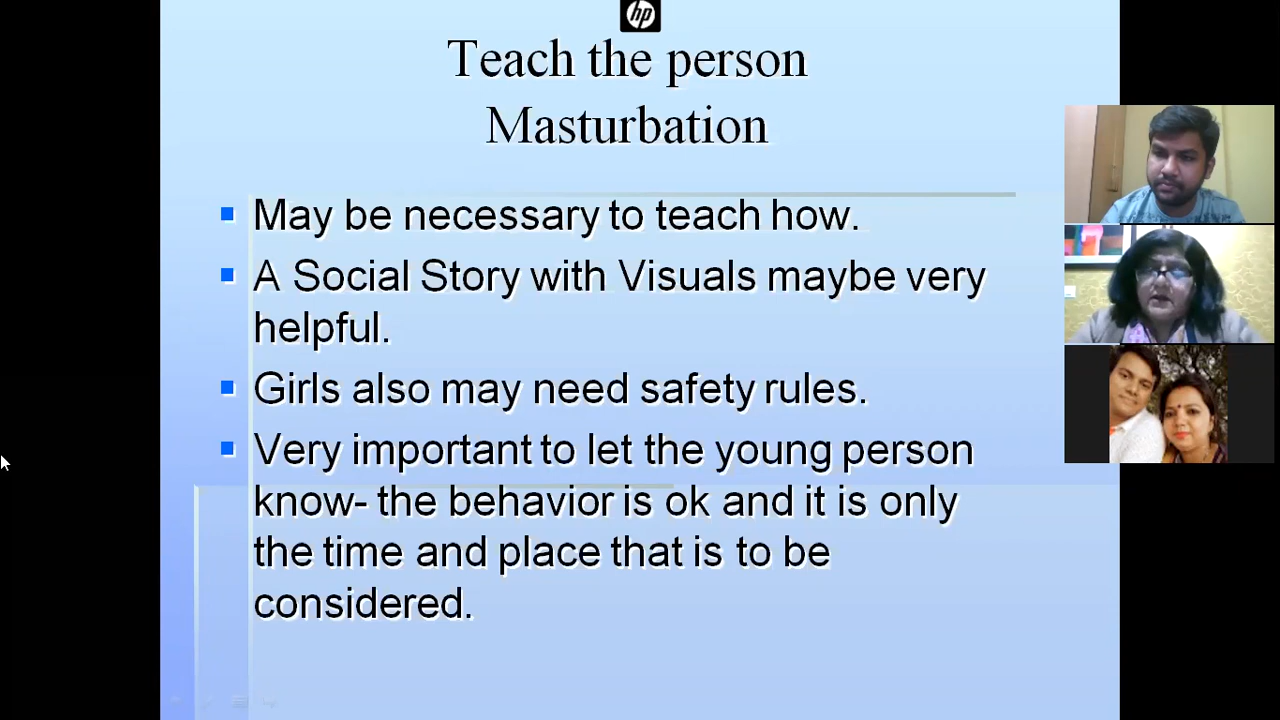 hp
Teach the person
Masturbation
May be necessary to teach how.
A Social Story with Visuals maybe very
helpful.
Girls also may need safety rules.
Very important to let the young person
know- the behavior is ok and it is only
the time and place that is to be
considered.